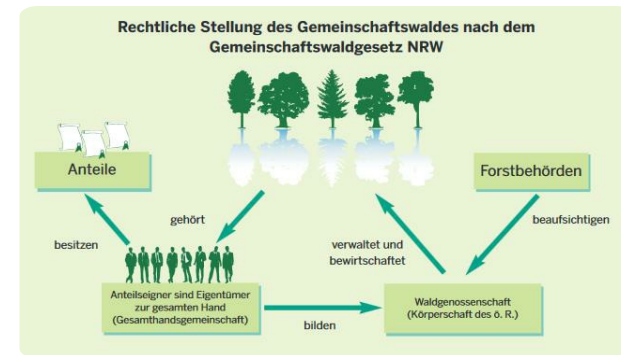 Rechtliche Stellung des Gemeinschaftswaldes nach dem
Gemeinschaftswaldgesetz NRW
Anteile
Forstbehörden
gehört
beaufsichtigen
besitzen
verwaltet und
bewirtschaftet
Anteilseigner sind Eigentümer
zur gesamten Hand
(Gesamthandsgemeinschaft)
bilden
Waldgenossenschaft
(Körperschaft des ö. R.)